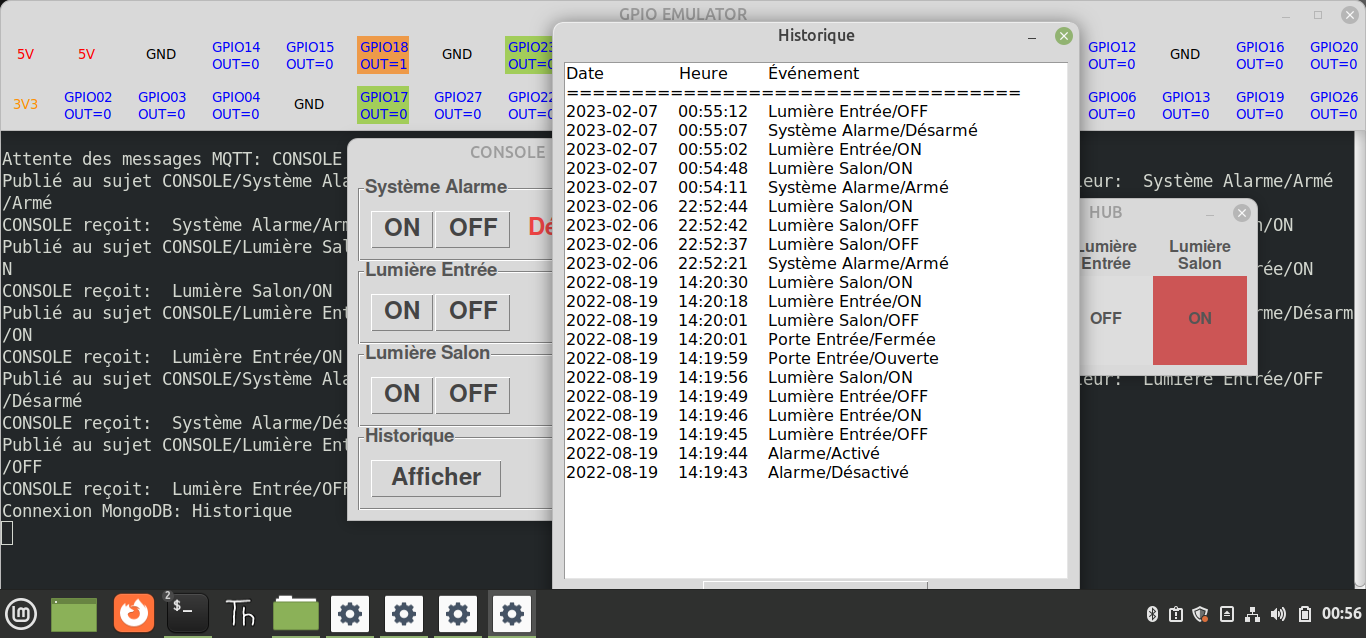 GPIO EMULATOR
5V 5V GND GPIO14 GPIO15 GPIO18 GND GPIO23 GPIO12 GND GPIO16 GPIO20
OUT=0 OUT=0 OUT=1 OUT=0 OUT=0 OUT=0 OUT=0
3V3 GPIO02 GPIO03 GPIO04 GND GPIO17 GPIO27 GPIO22 GPIO06 GPIO13 GPIO19 GPIO26
OUT=0 OUT=0 OUT=0 OUT=0 OUT=0 OUT=0 OUT=0 OUT=0 OUT=0 OUT=0
Attente des messages MQTT: CONSOLE
Publié au sujet CONSOLE/Système Ala
/Armé
CONSOLE reçoit: Système Alarme/Arm
Publié au sujet CONSOLE/Lumière Sal
N
CONSOLE reçoit: Lumière Salon/ON
Publié au sujet CONSOLE/Lumière Ent
/ON
CONSOLE reçoit: Lumière Entrée/ON
Publié au sujet CONSOLE/Système Ala
/Désarmé
CONSOLE reçoit: Système Alarme/Dés
Publié au sujet CONSOLE/Lumière Ent
/OFF
CONSOLE reçoit: Lumière Entrée/OFF
Connexion MongoDB: Historique
CONSOLE
Système Alarme
ON OFF Dé
Lumière Entrée
ON OFF
Lumière Salon
ON OFF
Historique
Afficher
Historique
Date Heure Événement
===================================
2023-02-07 00:55:12 Lumière Entrée/OFF
2023-02-07 00:55:07 Système Alarme/Désarmé
2023-02-07 00:55:02 Lumière Entrée/ON
2023-02-07 00:54:48 Lumière Salon/ON
2023-02-07 00:54:11 Système Alarme/Armé
2023-02-06 22:52:44 Lumière Salon/ON
2023-02-06 22:52:42 Lumière Salon/OFF
2023-02-06 22:52:37 Lumière Salon/OFF
2023-02-06 22:52:21 Système Alarme/Armé
2022-08-19 14:20:30 Lumière Salon/ON
2022-08-19 14:20:18 Lumière Entrée/ON
2022-08-19 14:20:01 Lumière Salon/OFF
2022-08-19 14:20:01 Porte Entrée/Fermée
2022-08-19 14:19:59 Porte Entrée/Ouverte
2022-08-19 14:19:56 Lumière Salon/ON
2022-08-19 14:19:49 Lumière Entrée/OFF
2022-08-19 14:19:46 Lumière Entrée/ON
2022-08-19 14:19:45 Lumière Entrée/OFF
2022-08-19 14:19:44 Alarme/Activé
2022-08-19 14:19:43 Alarme/Désactivé
eur: Système Alarme/Armé
n/ON
rée/ON
rme/Désarm
eur: Lumière Entrée/OFF
HUB
umière Lumière
Entrée Salon
OFF ON
2 $_ Th 00:56